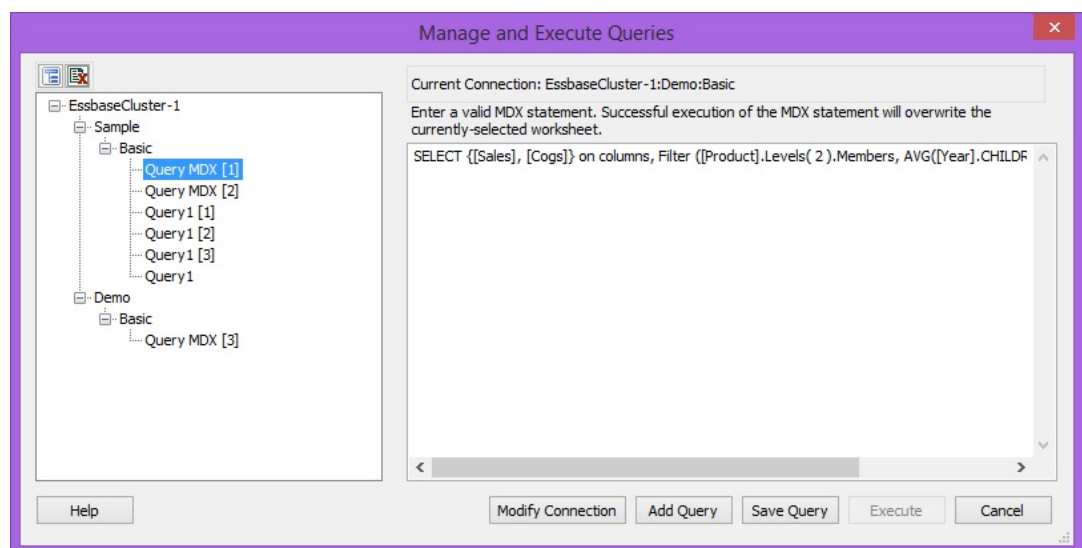 Manage and Execute Queries
EssbaseCluster-1
Sample
Basic
Query MDX [1]
Query MDX [2]
Query1 [1]
Query1 [2]
Query1 [3]
Query1
Demo
Basic
Query MDX [3]
Current Connection: EssbaseCluster-1:Demo:Basic
Enter a valid MDX statement. Successful execution of the MDX statement will overwrite the
currently-selected worksheet.
SELECT {[Sales], [Cogs]} on columns, Filter ([Product].Levels( 2 ).Members, AVG([Year].CHILDR
Help
Modify Connection
Add Query
Save Query
Execute
Cancel